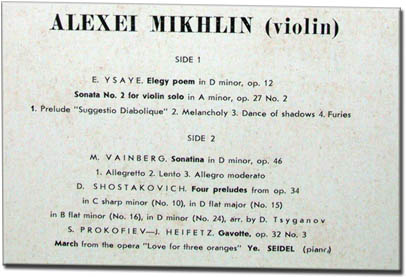 ALEXEI MIKHLIN (violin)
SIDE 1
E. YSAYE. Elegy poem in D minor, op. 12
Sonata No. 2 for violin solo in A minor, op. 27 No. 2
1. Prelude "Suggestio Diabolique" 2. Melancholy 3. Dance of shadows 4. Furies
SIDE 2
M. VAINBERG. Sonatina in D minor, op. 46
1. Allegretto 2. Lento 3. Allegro moderato
D. SHOSTAKOVICH. Four preludes from op. 34
in C sharp minor (No. 10), in D flat major (No. 15)
in B flat minor (No. 16), in D minor (No. 24), arr. by D. Tsyganov
S. PROKOFIEV—J. HEIFETZ. Gavotte, op. 32 No. 3
March from the opera "Love for three oranges" Ye. SEIDEL